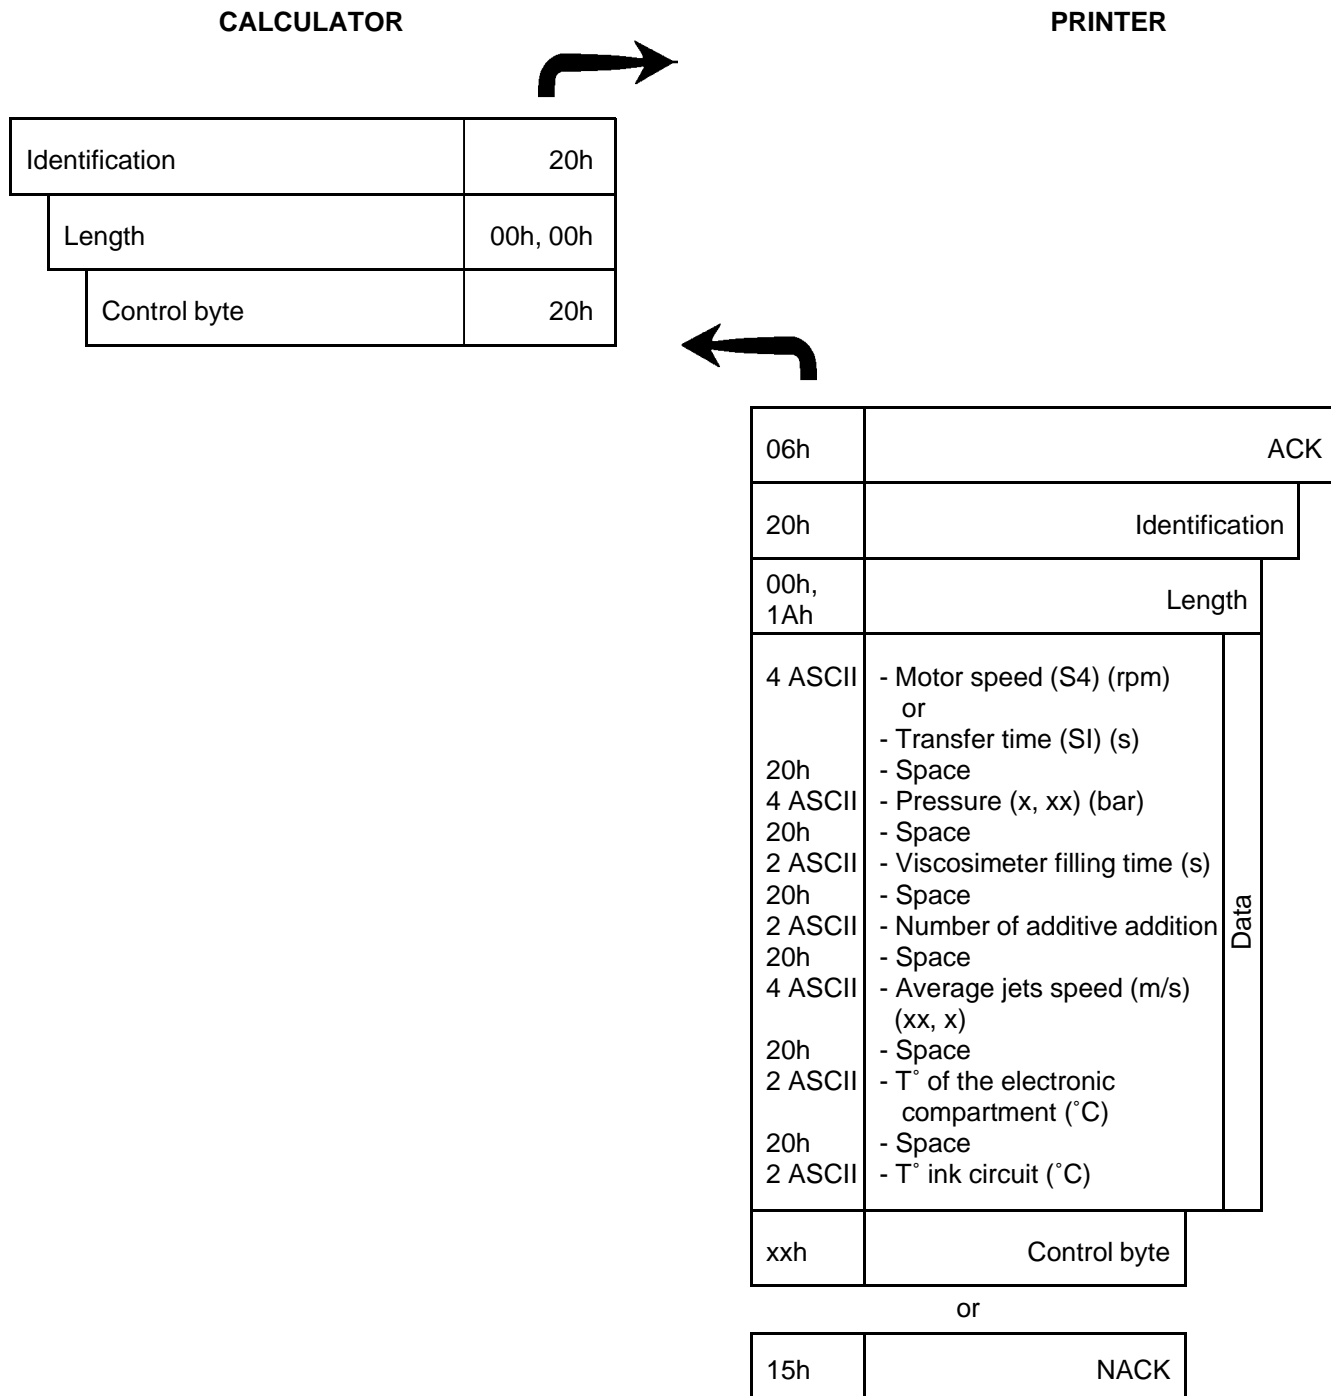 CALCULATOR PRINTER
Identification 20h
Length 00h, 00h
Control byte 20h
06h ACK
20h Identification
00h,
1Ah Length
4 ASCII - Motor speed (S4) (rpm)
or
- Transfer time (SI) (s)
20h - Space
4 ASCII - Pressure (x, xx) (bar)
20h - Space
2 ASCII - Viscosimeter filling time (s)
20h - Space
2 ASCII - Number of additive addition
20h - Space
4 ASCII - Average jets speed (m/s)
(xx, x)
20h - Space
2 ASCII - T˚ of the electronic
compartment (˚C)
20h - Space
2 ASCII - T˚ ink circuit (˚C)
Data
xxh Control byte
or
15h NACK